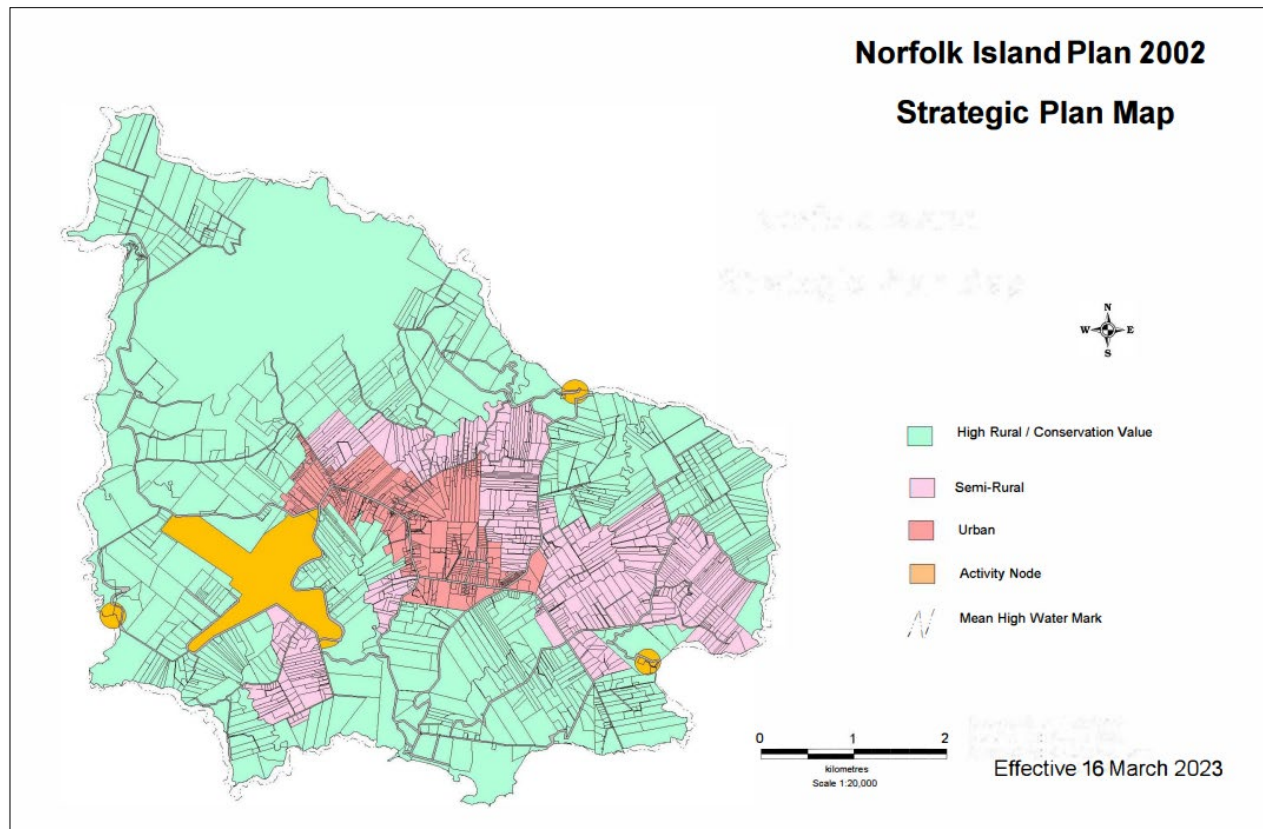 Norfolk Island Plan 2002
Strategic Plan Map
N
W E
S
High Rural / Conservation Value
Semi-Rural
Urban
Activity Node
Mean High Water Mark
0 1 2
kilometres
Scale 1:20,000
Effective 16 March 2023